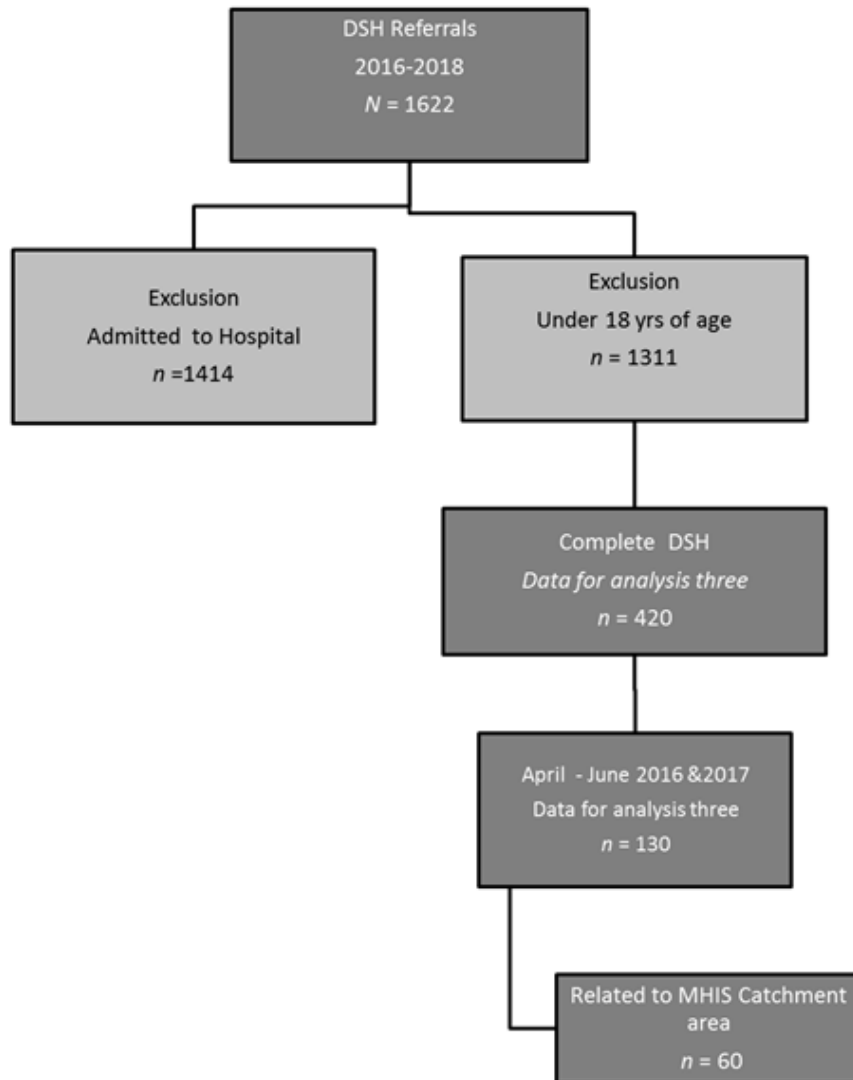 DSH Referrals
2016-2018
N = 1622
Exclusion
Admitted to Hospital
n =1414
Exclusion
Under 18 yrs of age
n = 1311
Complete DSH
Data for analysis three
n = 420
April - June 2016 &2017
Data for analysis three
n = 130
Related to MHIS Catchment
area
n = 60